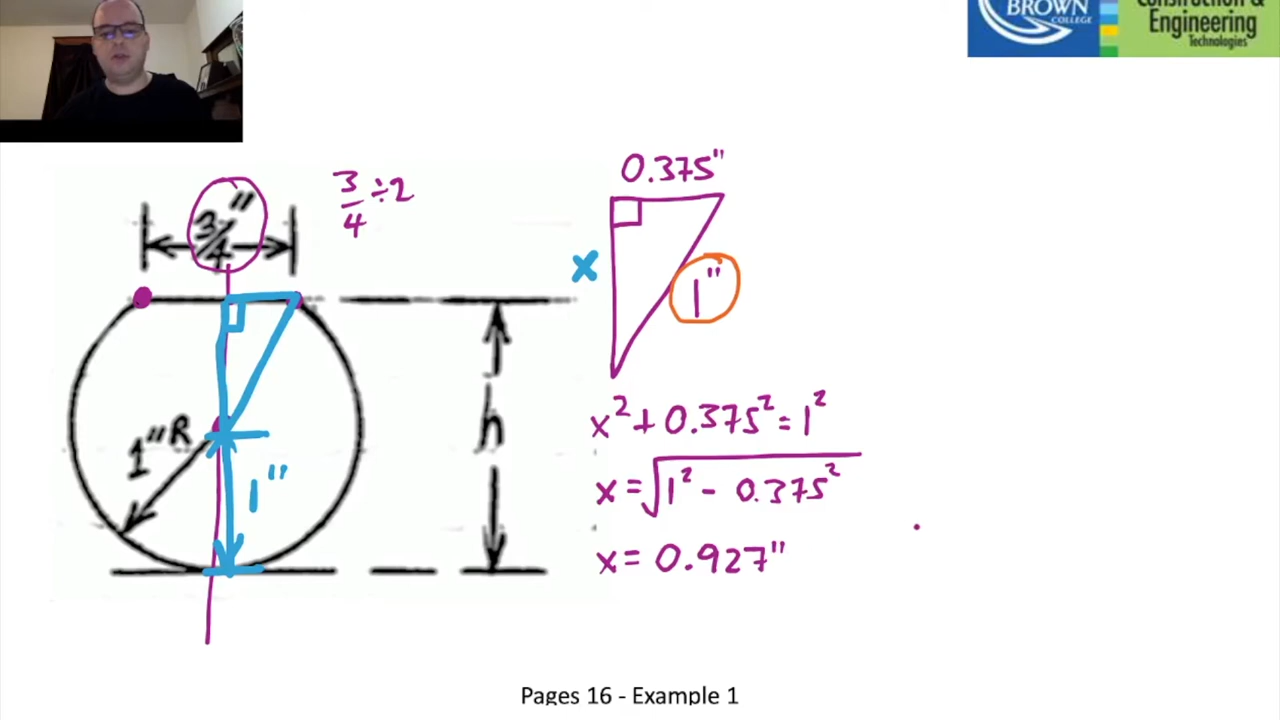 BROWN
COLLEGE
Construction &
Engineering
Technologies
3/4"
3/4 ÷ 2
0.375"
x
1"
1" R
1"
h
x² + 0.375² = 1²
x = √1² - 0.375²
x = 0.927"
Pages 16 - Example 1